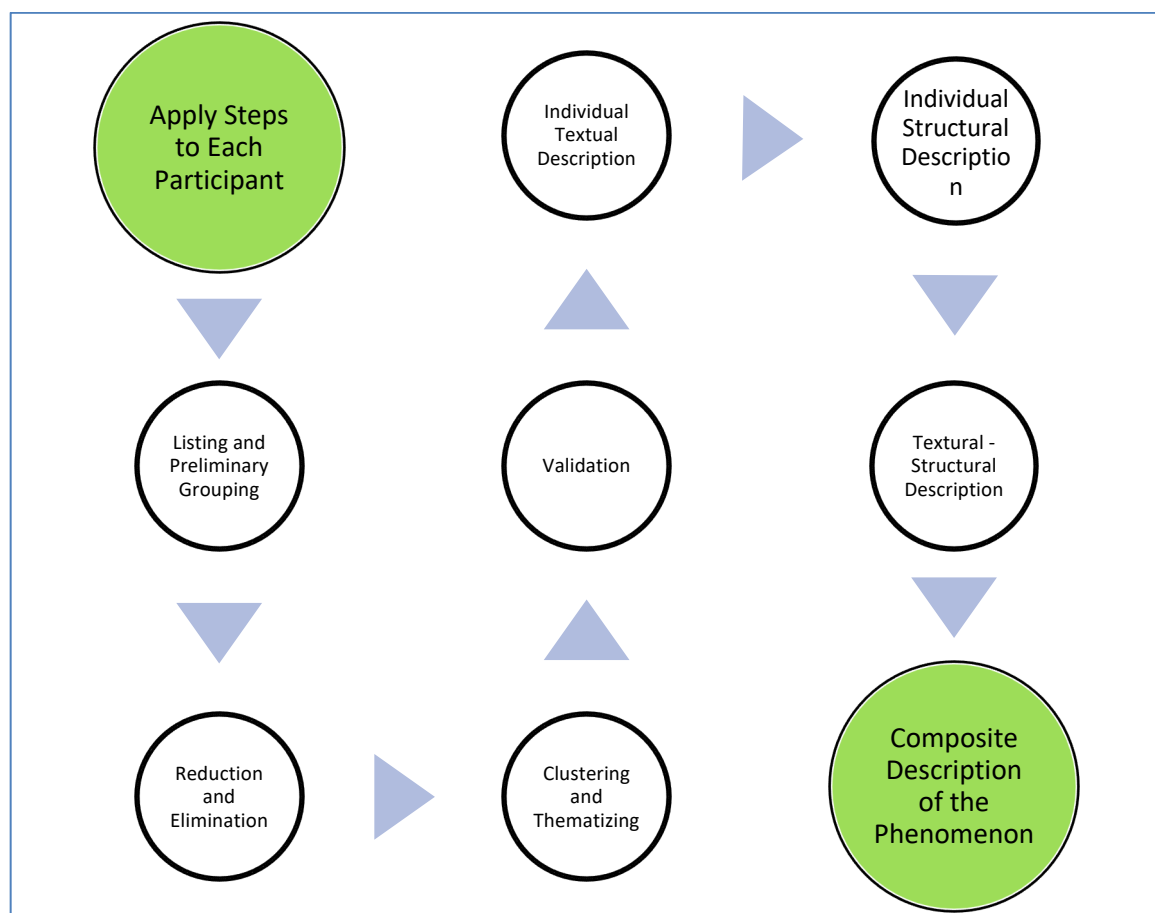 Apply Steps
to Each
Participant
Listing and
Preliminary
Grouping
Reduction
and
Elimination
Clustering
and
Thematizing
Validation
Individual
Textual
Description
Individual
Structural
Descriptio
n
Textural -
Structural
Description
Composite
Description
of the
Phenomenon